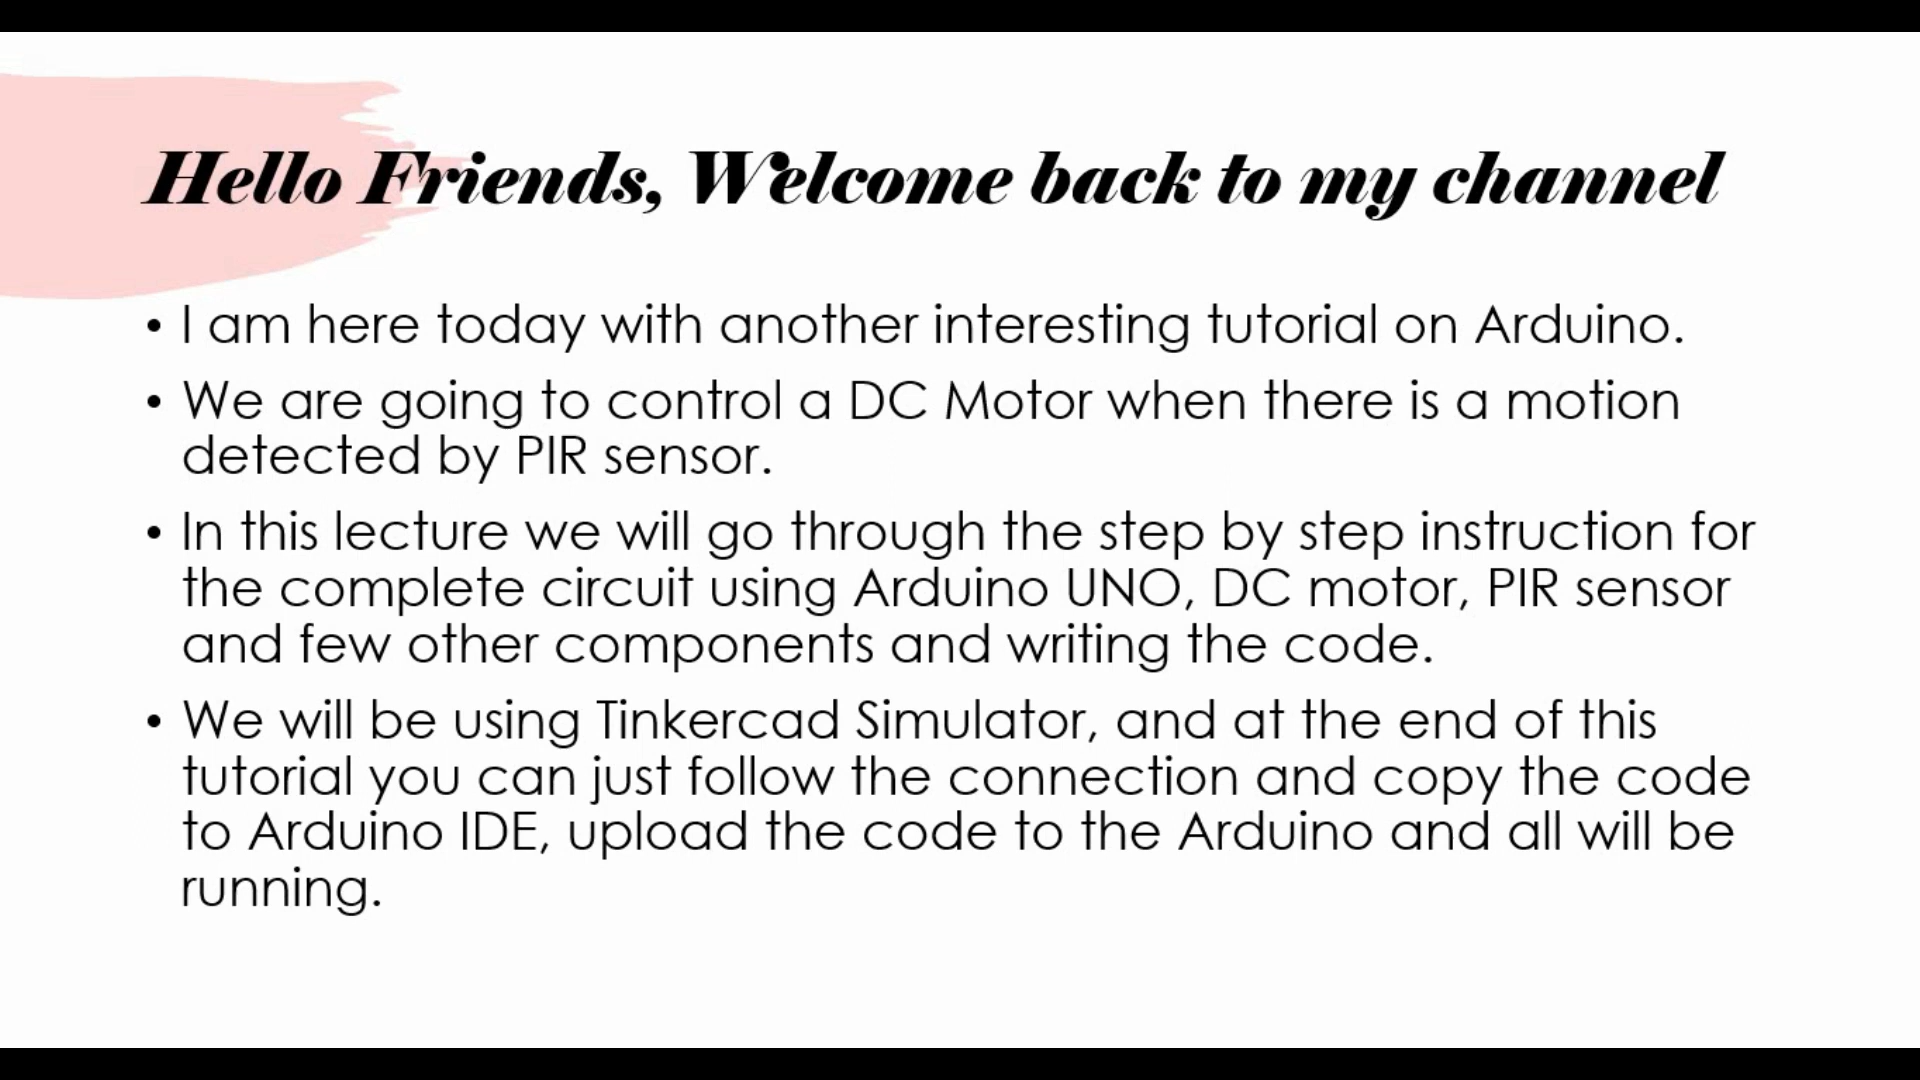 Hello Friends, Welcome back to my channel
• I am here today with another interesting tutorial on Arduino.
• We are going to control a DC Motor when there is a motion
detected by PIR sensor.
• In this lecture we will go through the step by step instruction for
the complete circuit using Arduino UNO, DC motor, PIR sensor
and few other components and writing the code.
• We will be using Tinkercad Simulator, and at the end of this
tutorial you can just follow the connection and copy the code
to Arduino IDE, upload the code to the Arduino and all will be
running.